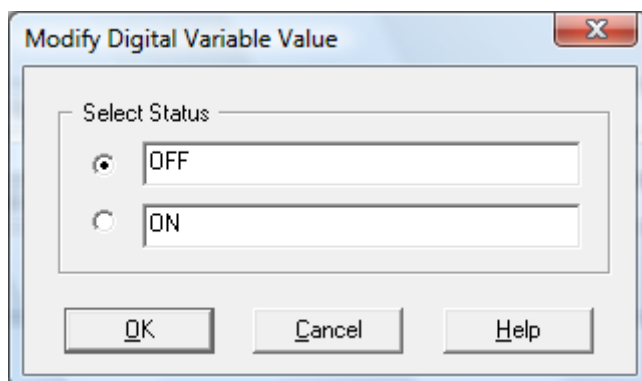 Modify Digital Variable Value
Select Status
OFF
ON
OK Cancel Help